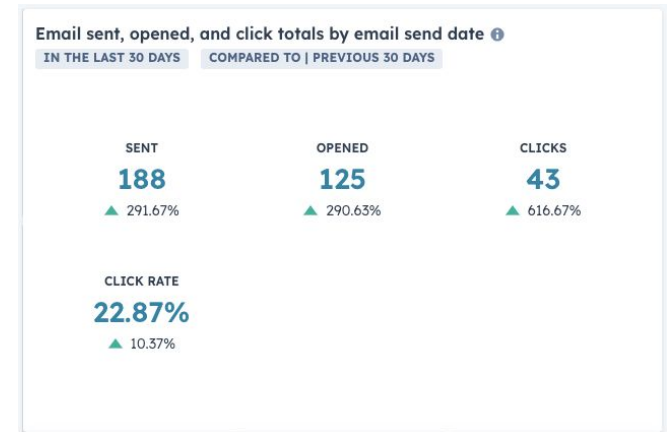 Email sent, opened, and click totals by email send date
IN THE LAST 30 DAYS COMPARED TO | PREVIOUS 30 DAYS
SENT OPENED CLICKS
188 125 43
▲ 291.67% ▲ 290.63% ▲ 616.67%
CLICK RATE
22.87%
▲ 10.37%